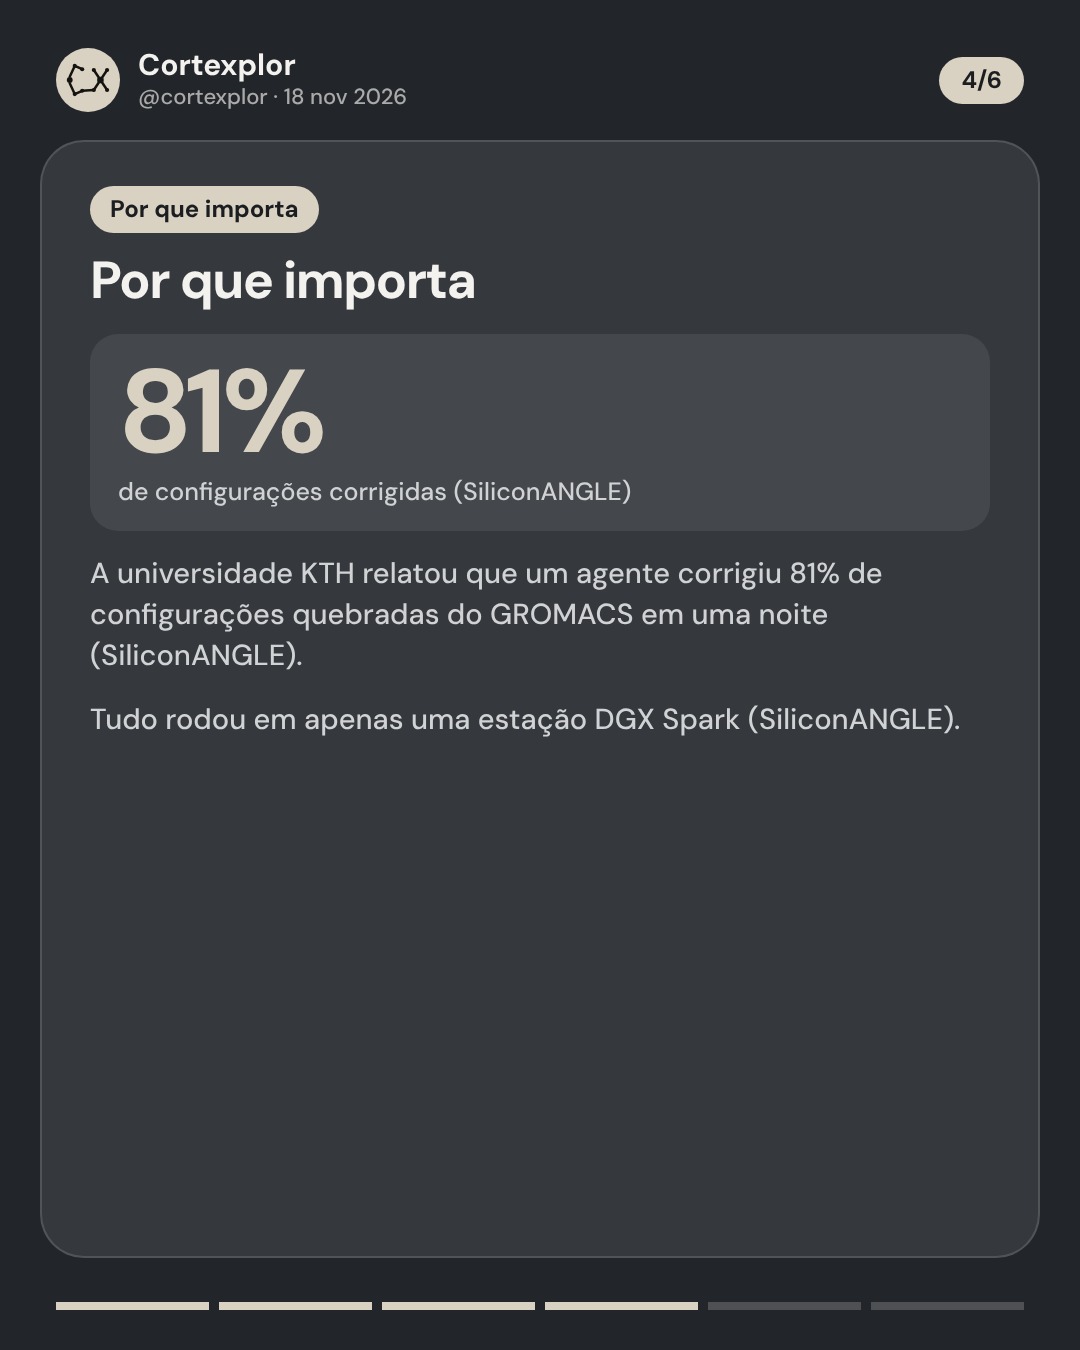 Cortexplor
@cortexplor · 18 nov 2026
4/6
Por que importa
Por que importa
81%
de configurações corrigidas (SiliconANGLE)
A universidade KTH relatou que um agente corrigiu 81% de
configurações quebradas do GROMACS em uma noite
(SiliconANGLE).
Tudo rodou em apenas uma estação DGX Spark (SiliconANGLE).